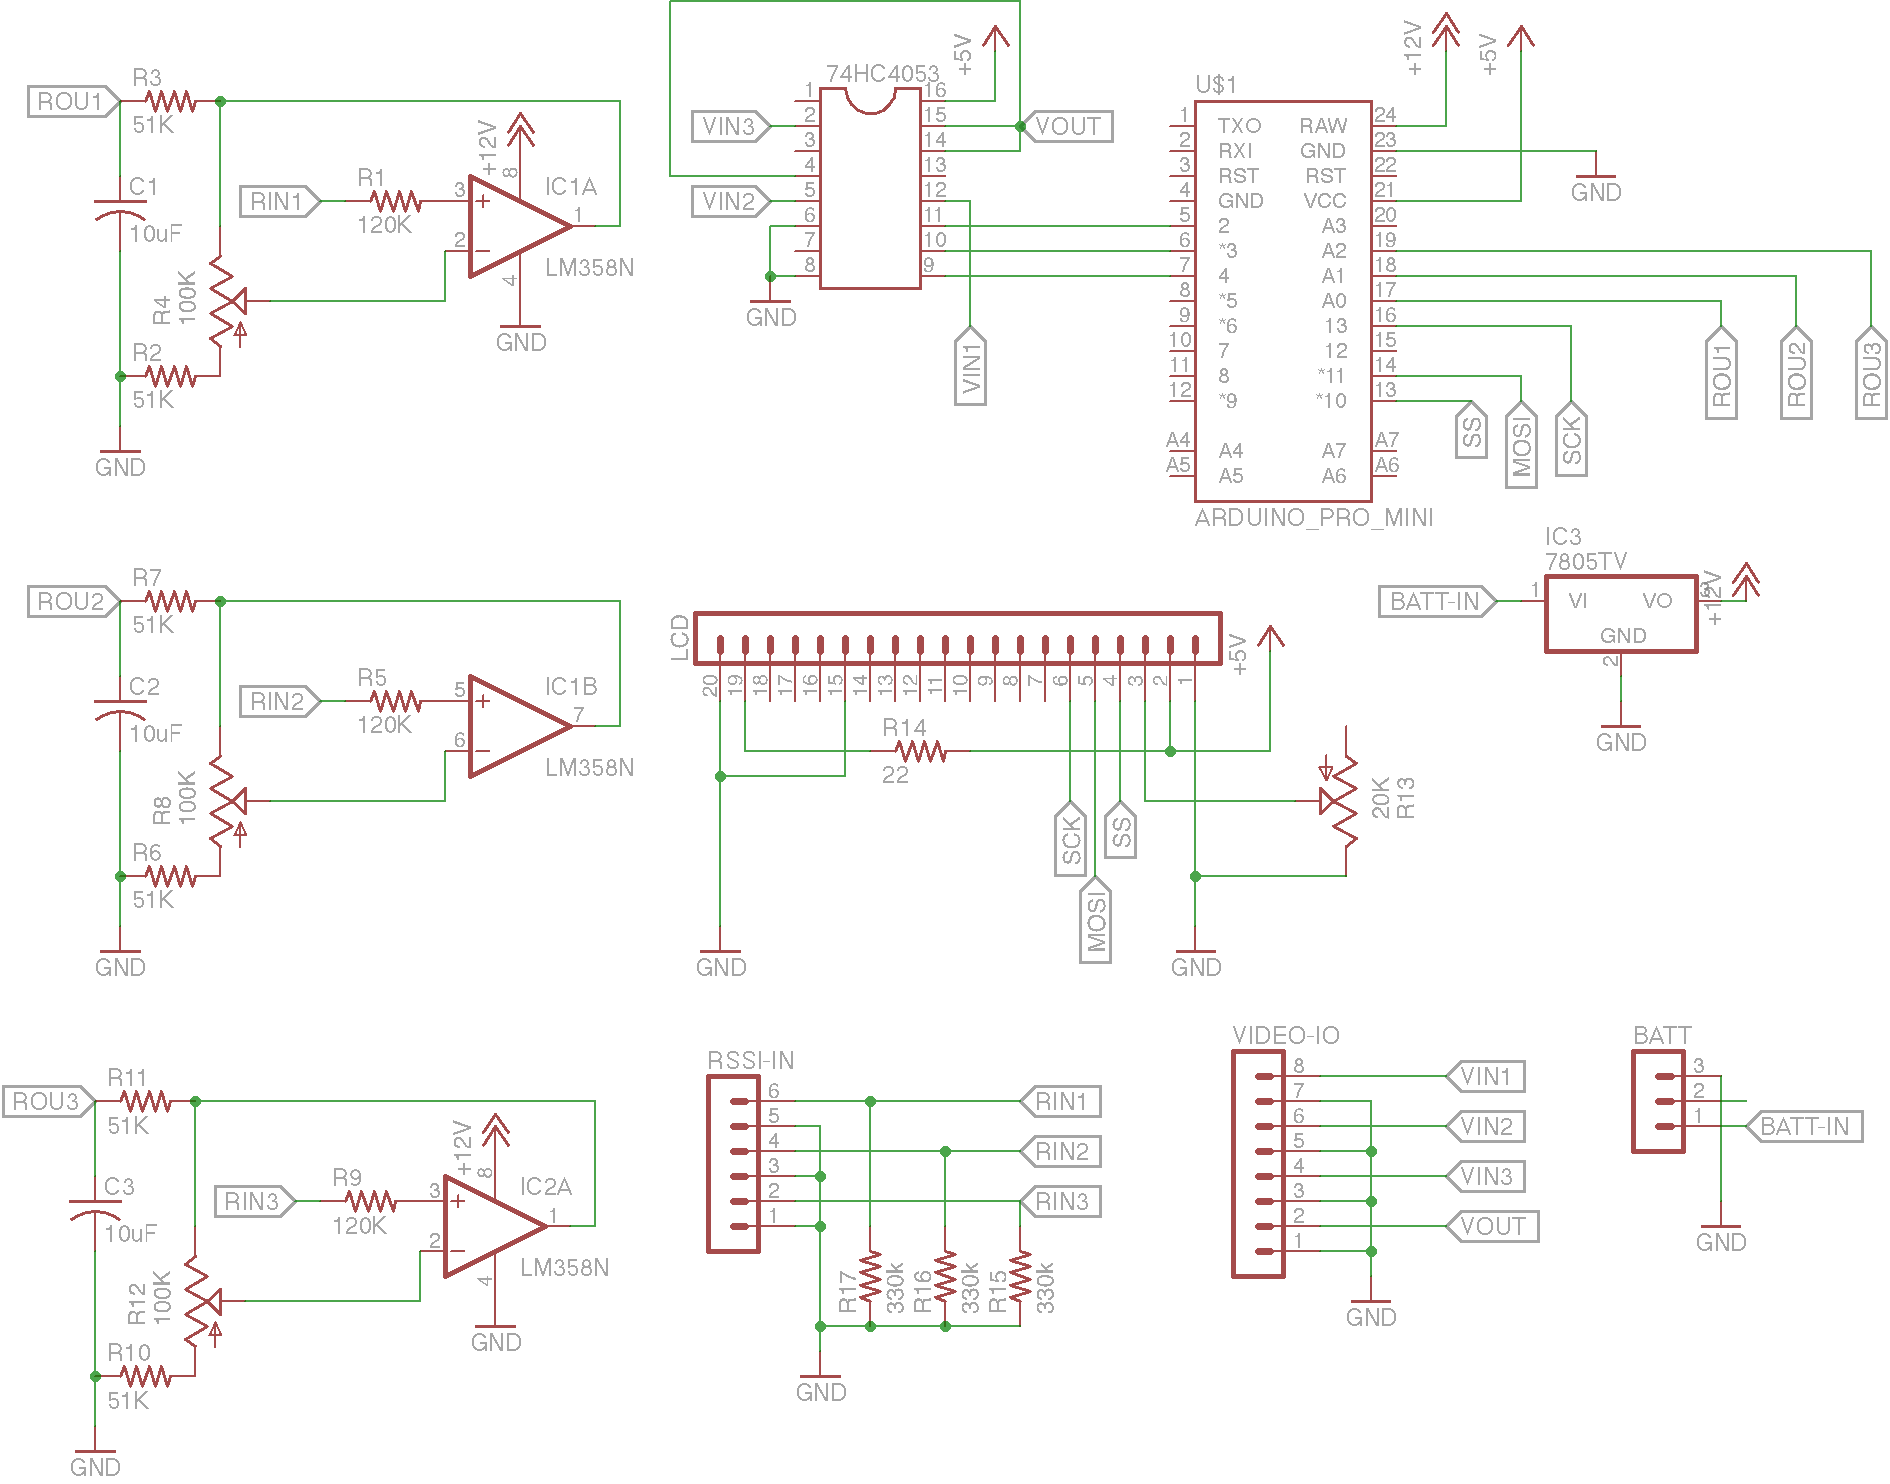 ROU1
R3
51K
C1
10uF
RIN1
R1
120K
3
2
+12V
8
4
IC1A
1
LM358N
GND
R4
100K
R2
51K
GND
74HC4053
+5V
VIN3
VIN2
VOUT
1
2
3
4
5
6
7
8
16
15
14
13
12
11
10
9
GND
VIN1
U$1
+12V
+5V
1 TXO RAW 24
2 RXI GND 23
3 RST RST 22
4 GND VCC 21
5 2 A3 20
6 *3 A2 19
7 4 A1 18
8 *5 A0 17
9 *6 13 16
10 7 12 15
11 8 *11 14
12 *9 *10 13
A4 A4 A7 A7
A5 A5 A6 A6
ARDUINO_PRO_MINI
GND
SS
MOSI
SCK
ROU1
ROU2
ROU3
ROU2
R7
51K
C2
10uF
RIN2
R5
120K
5
6
IC1B
7
LM358N
R8
100K
R6
51K
GND
LCD
20 19 18 17 16 15 14 13 12 11 10 9 8 7 6 5 4 3 2 1
+5V
R14
22
SCK
MOSI
SS
20K
R13
GND
GND
IC3
7805TV
BATT-IN
1
VI
VO
3
GND
2
+12V
GND
ROU3
R11
51K
C3
10uF
RIN3
R9
120K
3
2
+12V
8
4
IC2A
1
LM358N
GND
R12
100K
R10
51K
GND
RSSI-IN
6
5
4
3
2
1
RIN1
RIN2
RIN3
R17
330k
R16
330k
R15
330k
GND
VIDEO-IO
8
7
6
5
4
3
2
1
VIN1
VIN2
VIN3
VOUT
GND
BATT
3
2
1
BATT-IN
GND